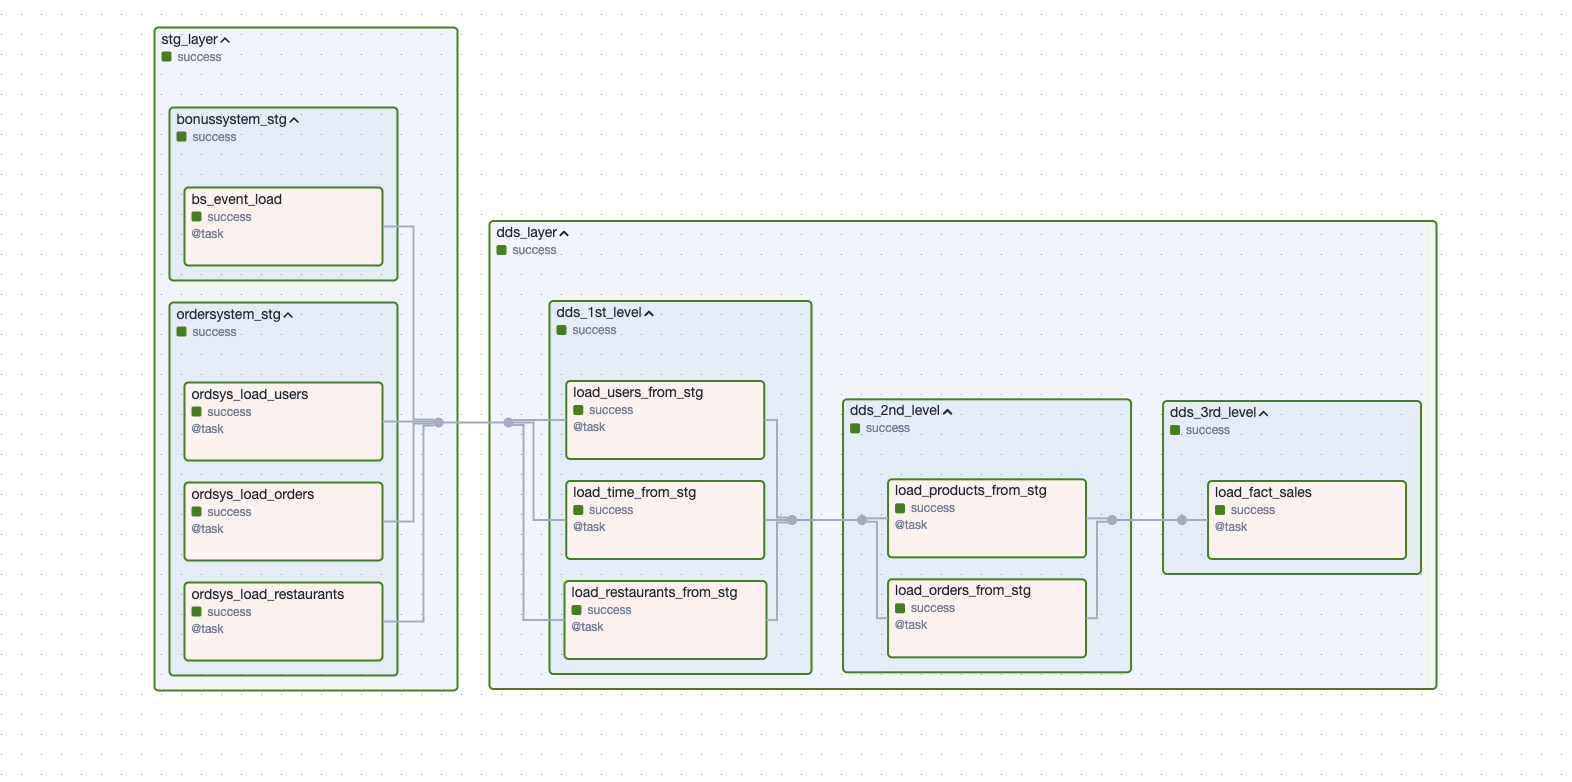 stg_layer
success
bonussystem_stg
success
bs_event_load
success
@task
ordersystem_stg
success
ordsys_load_users
success
@task
ordsys_load_orders
success
@task
ordsys_load_restaurants
success
@task
dds_layer
success
dds_1st_level
success
load_users_from_stg
success
@task
load_time_from_stg
success
@task
load_restaurants_from_stg
success
@task
dds_2nd_level
success
load_products_from_stg
success
@task
load_orders_from_stg
success
@task
dds_3rd_level
success
load_fact_sales
success
@task